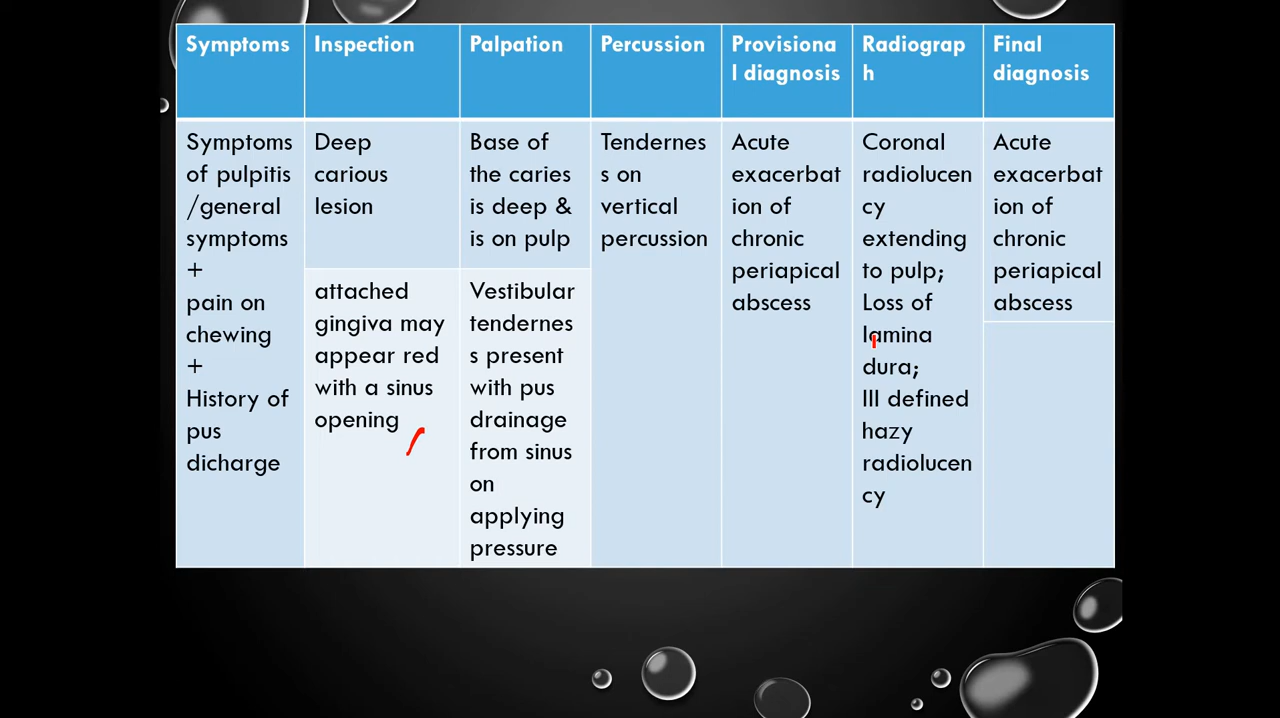 Symptoms
Inspection
Palpation
Percussion
Provisiona
l diagnosis
Radiograp
h
Final
diagnosis
Symptoms
of pulpitis
/general
symptoms
+
pain on
chewing
+
History of
pus
dicharge
Deep
carious
lesion
attached
gingiva may
appear red
with a sinus
opening
Base of
the caries
is deep &
is on pulp
Vestibular
tendernes
s present
with pus
drainage
from sinus
on
applying
pressure
Tendernes
s on
vertical
percussion
Acute
exacerbat
ion of
chronic
periapical
abscess
Coronal
radiolucen
cy
extending
to pulp;
Loss of
lamina
dura;
Ill defined
hazy
radiolucen
cy
Acute
exacerbat
ion of
chronic
periapical
abscess